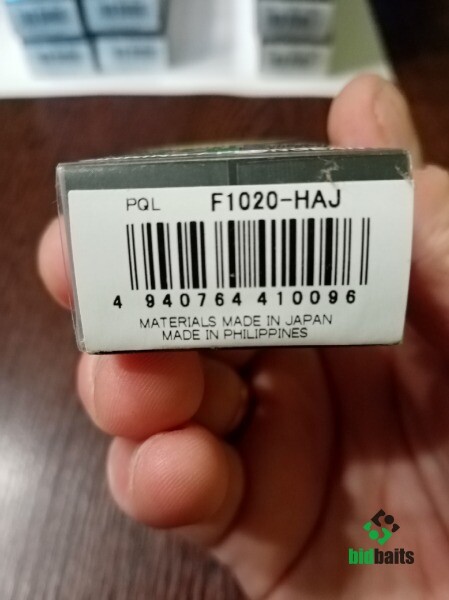 PQL F1020-HAJ
4 940764 410096
MATERIALS MADE IN JAPAN
MADE IN PHILIPPINES
bidbaits